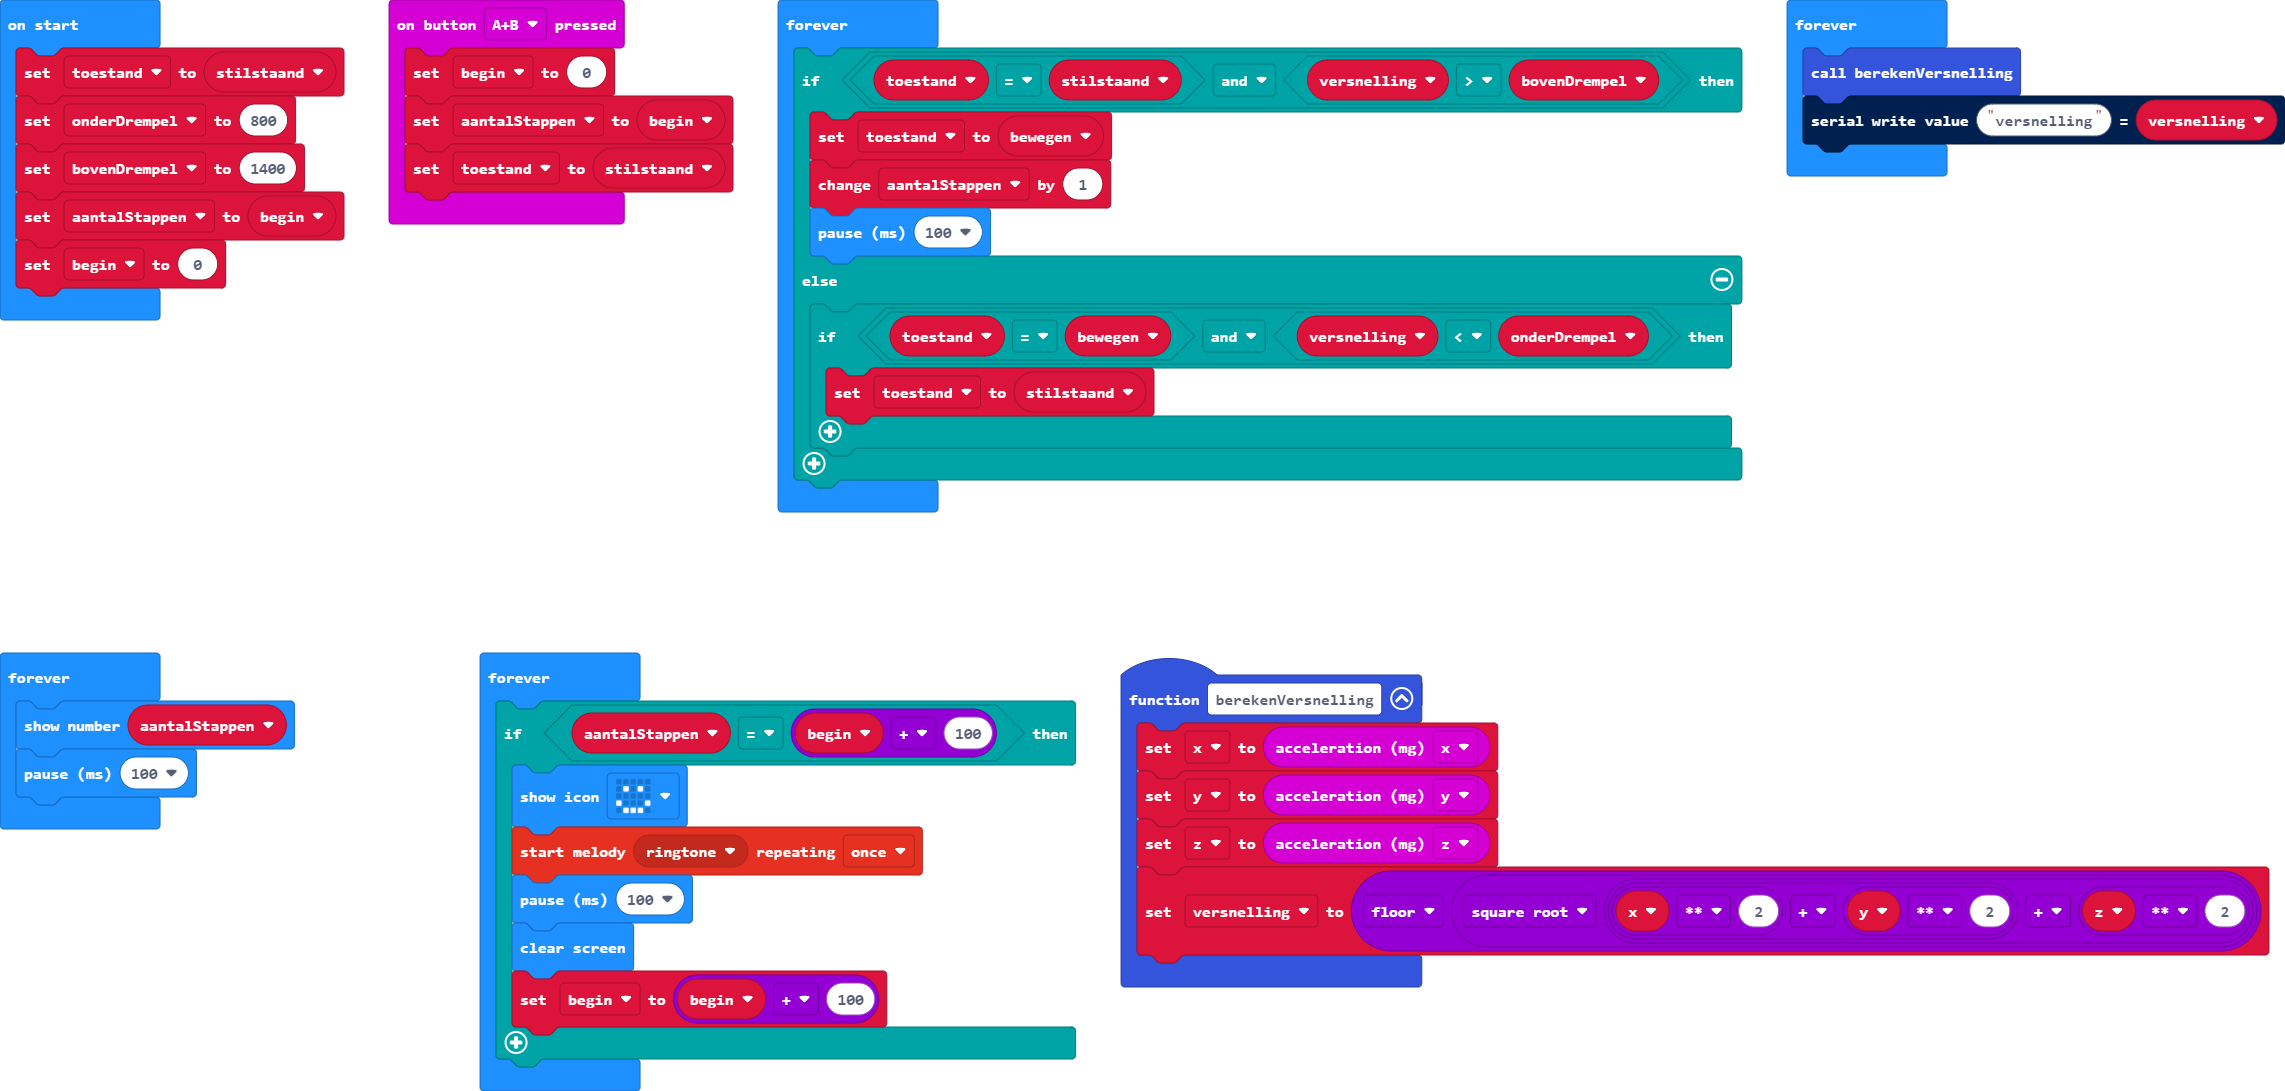 on start
set toestand to stilstaand
set onderDrempel to 800
set bovenDrempel to 1400
set aantalStappen to begin
set begin to 0
on button A+B pressed
set begin to 0
set aantalStappen to begin
set toestand to stilstaand
forever
if toestand = stilstaand and versnelling > bovenDrempel then
set toestand to bewegen
change aantalStappen by 1
pause (ms) 100
else
if toestand = bewegen and versnelling < onderDrempel then
set toestand to stilstaand
forever
call berekenVersnelling
serial write value "versnelling" = versnelling
forever
show number aantalStappen
pause (ms) 100
forever
if aantalStappen = begin + 100 then
show icon
start melody ringtone repeating once
pause (ms) 100
clear screen
set begin to begin + 100
function berekenVersnelling
set x to acceleration (mg) x
set y to acceleration (mg) y
set z to acceleration (mg) z
set versnelling to floor square root x ** 2 + y ** 2 + z ** 2